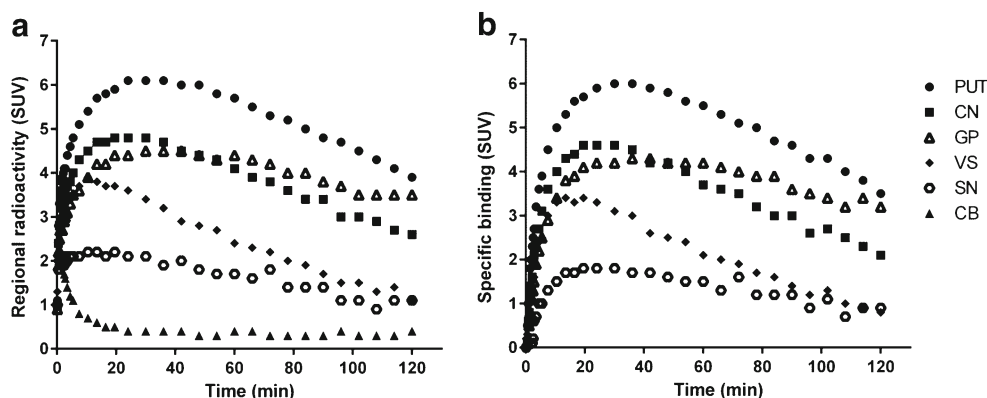 a
Regional radioactivity (SUV)
7
6
5
4
3
2
1
0
0 20 40 60 80 100 120
Time (min)
b
Specific binding (SUV)
7
6
5
4
3
2
1
0
0 20 40 60 80 100 120
Time (min)
PUT
CN
GP
VS
SN
CB